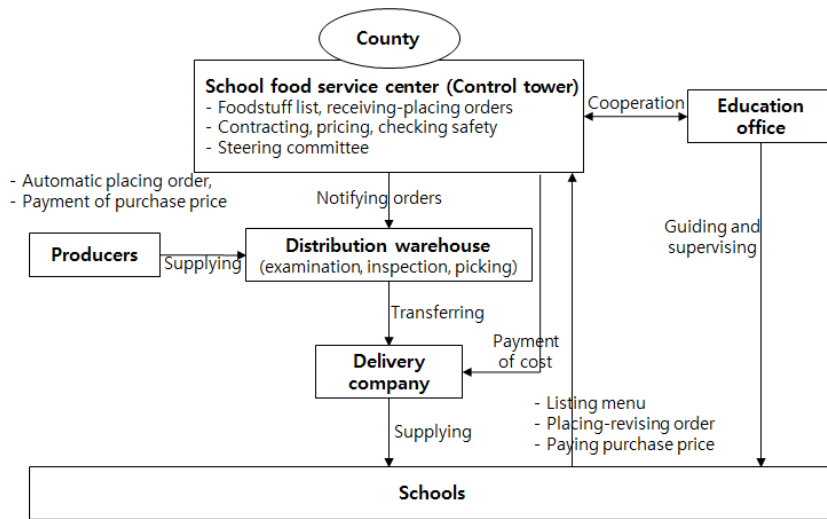 County
School food service center (Control tower)
- Foodstuff list, receiving-placing orders
- Contracting, pricing, checking safety
- Steering committee
Cooperation
Education
office
- Automatic placing order,
- Payment of purchase price
Notifying orders
Guiding and
supervising
Producers
Supplying
Distribution warehouse
(examination, inspection, picking)
Transferring
Payment
of cost
Delivery
company
- Listing menu
- Placing-revising order
- Paying purchase price
Supplying
Schools